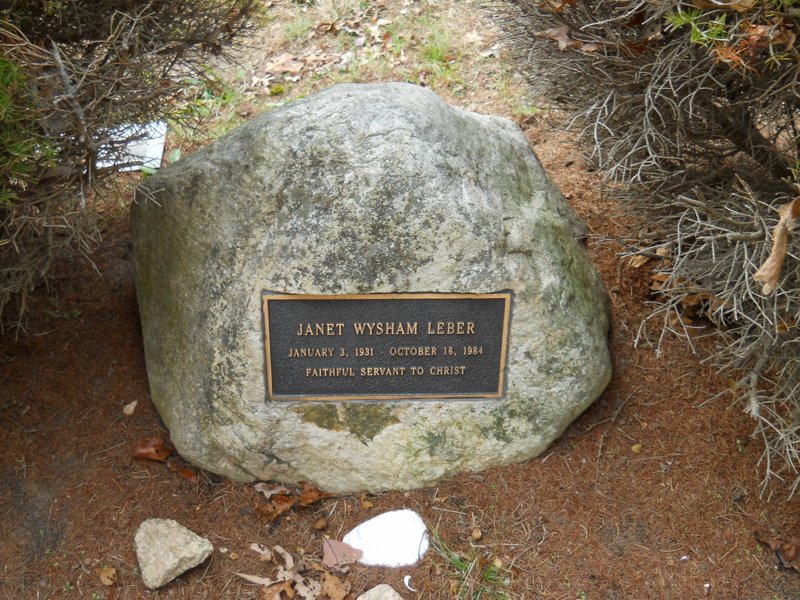 JANET WYSHAM LEBER
JANUARY 3, 1931 - OCTOBER 16, 1984
FAITHFUL SERVANT TO CHRIST